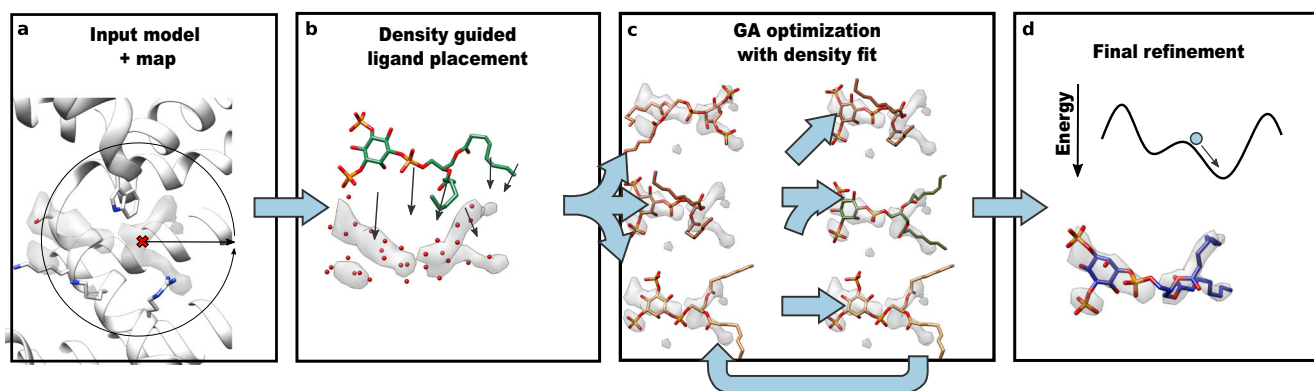 a
Input model
+ map
b
Density guided
ligand placement
c
GA optimization
with density fit
d
Final refinement
Energy